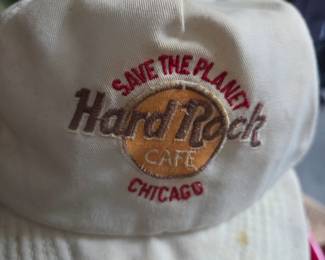 SAVE THE PLANET
Hard Rock
CAFE
CHICAGO